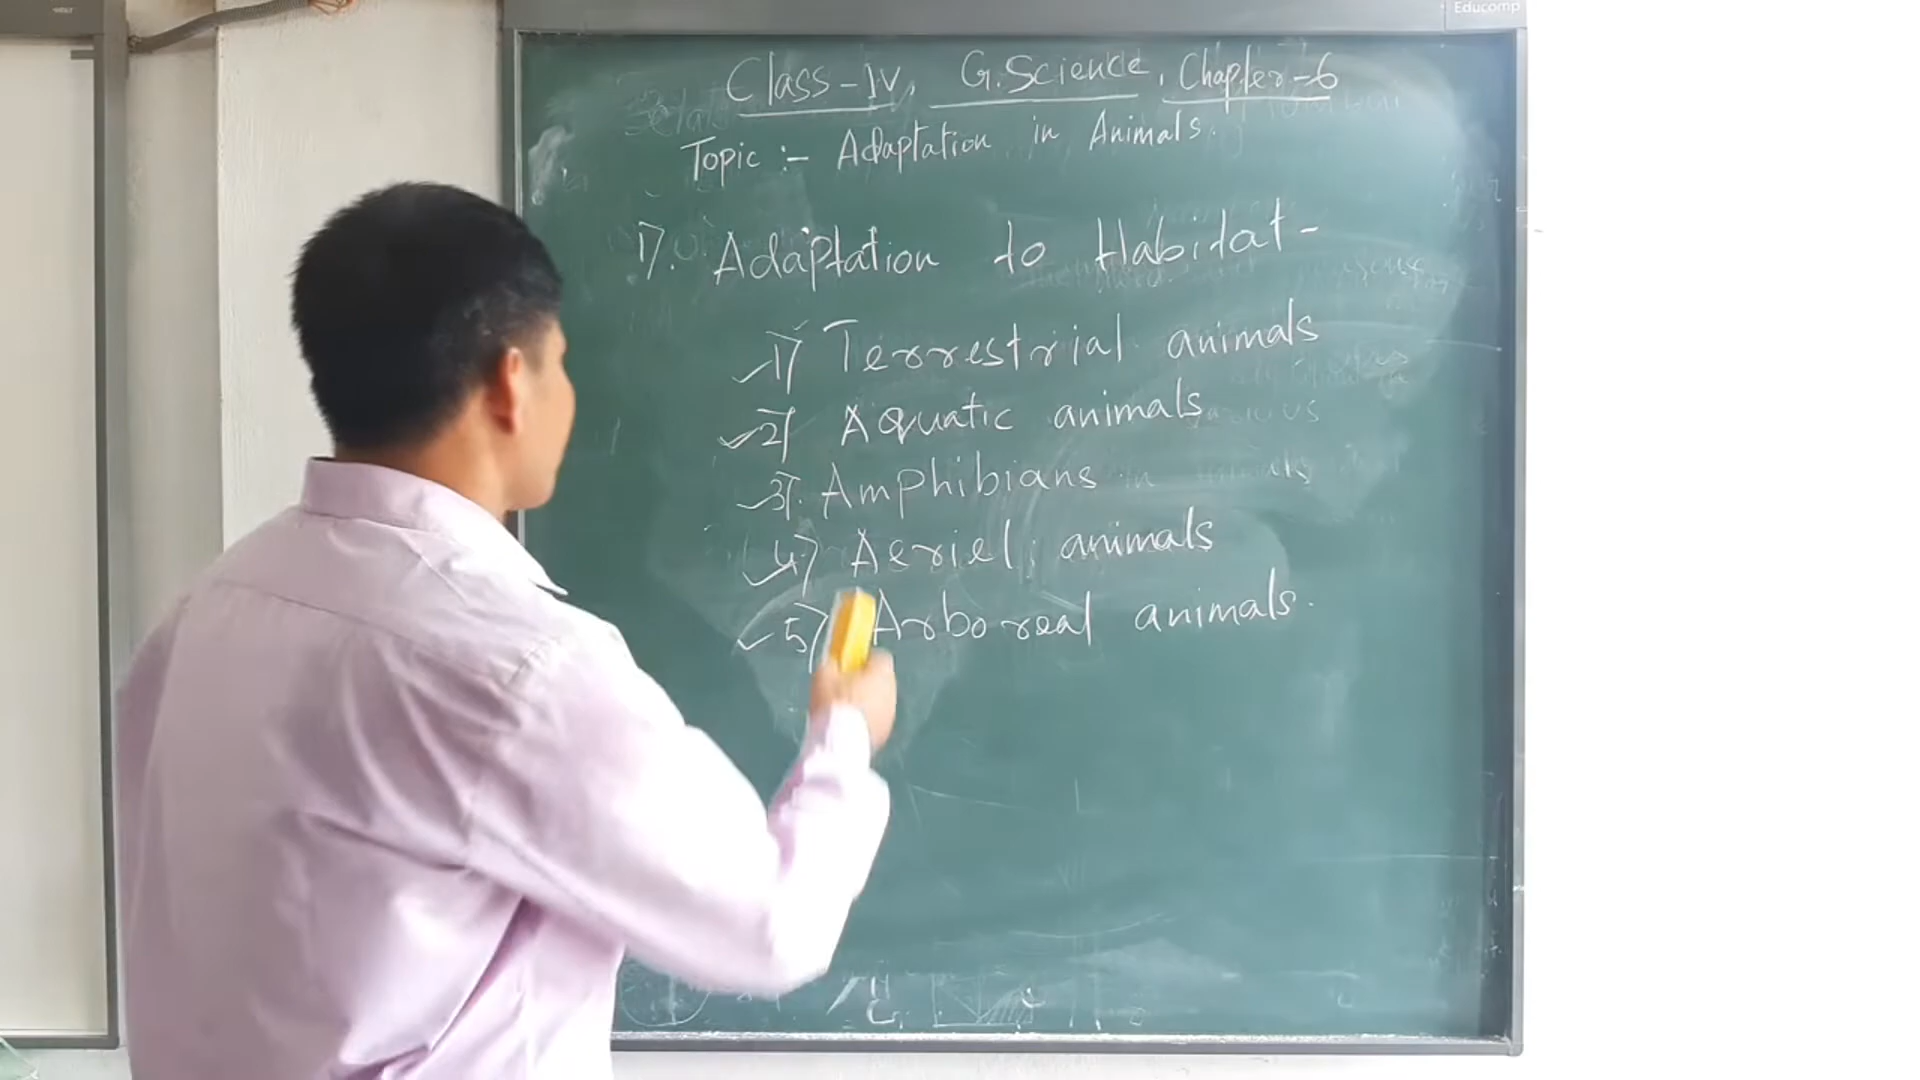 Educomp
Class-IV, G.Science, Chapter-6
Topic :- Adaptation in Animals.
1). Adaptation to Habitat-
1) Terrestrial animals
2) Aquatic animals
3). Amphibians
4) Aeriel animals
5) Arboreal animals.